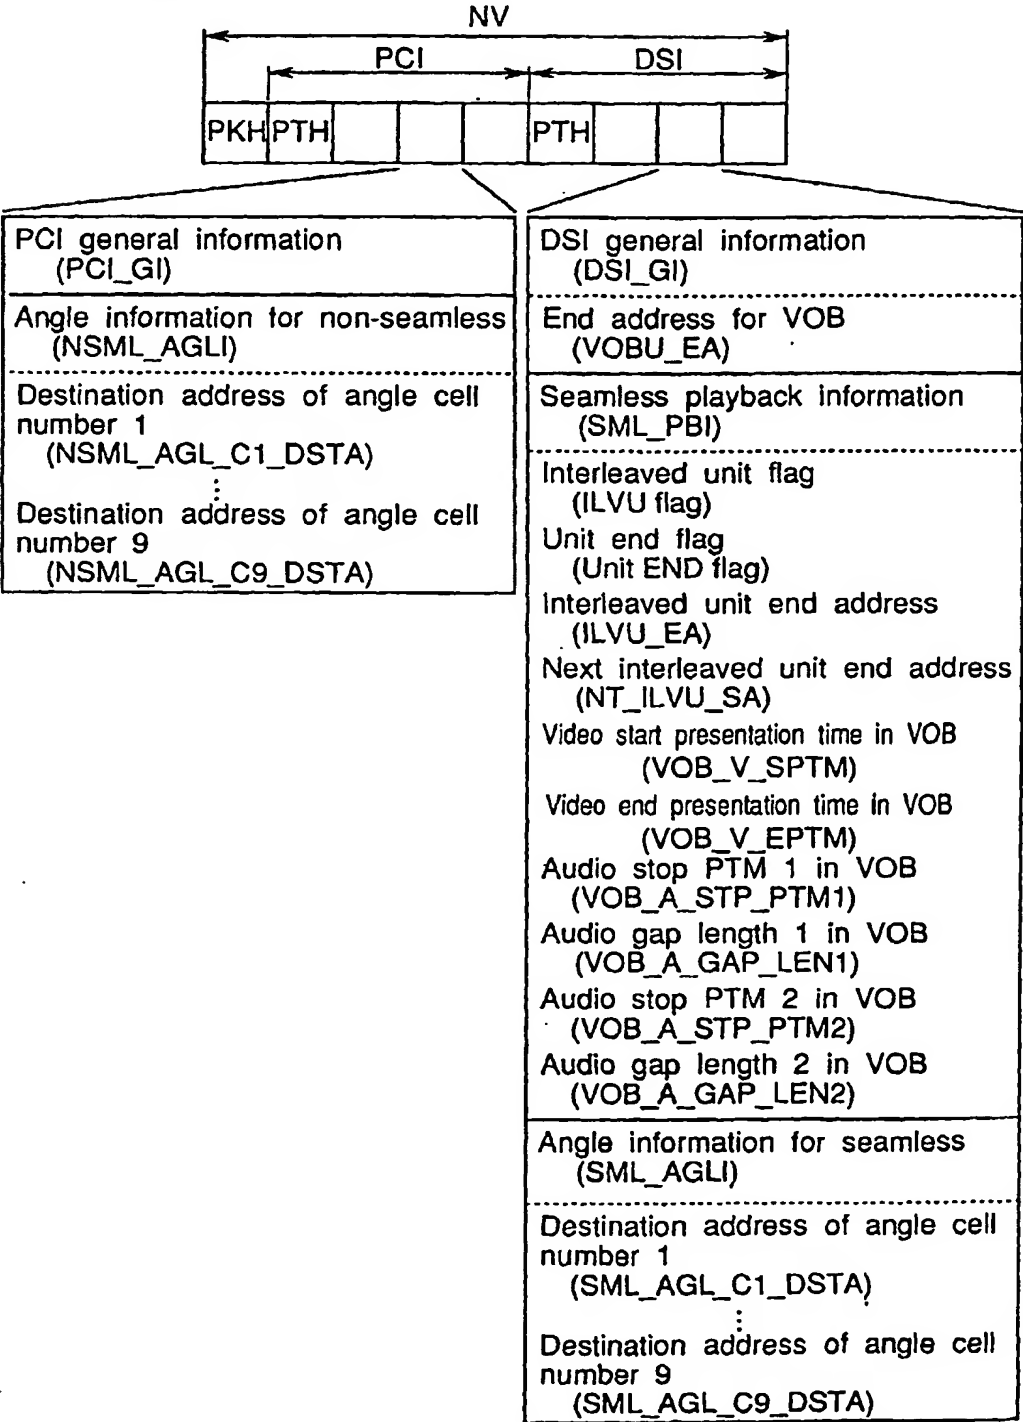 NV
PCI DSI
PKH PTH PTH
PCI general information
(PCI_GI)
Angle information for non-seamless
(NSML_AGLI)
Destination address of angle cell
number 1
(NSML_AGL_C1_DSTA)
⋮
Destination address of angle cell
number 9
(NSML_AGL_C9_DSTA)
DSI general information
(DSI_GI)
End address for VOB
(VOBU_EA)
Seamless playback information
(SML_PBI)
Interleaved unit flag
(ILVU flag)
Unit end flag
(Unit END flag)
Interleaved unit end address
(ILVU_EA)
Next interleaved unit end address
(NT_ILVU_SA)
Video start presentation time in VOB
(VOB_V_SPTM)
Video end presentation time in VOB
(VOB_V_EPTM)
Audio stop PTM 1 in VOB
(VOB_A_STP_PTM1)
Audio gap length 1 in VOB
(VOB_A_GAP_LEN1)
Audio stop PTM 2 in VOB
(VOB_A_STP_PTM2)
Audio gap length 2 in VOB
(VOB_A_GAP_LEN2)
Angle information for seamless
(SML_AGLI)
Destination address of angle cell
number 1
(SML_AGL_C1_DSTA)
⋮
Destination address of angle cell
number 9
(SML_AGL_C9_DSTA)